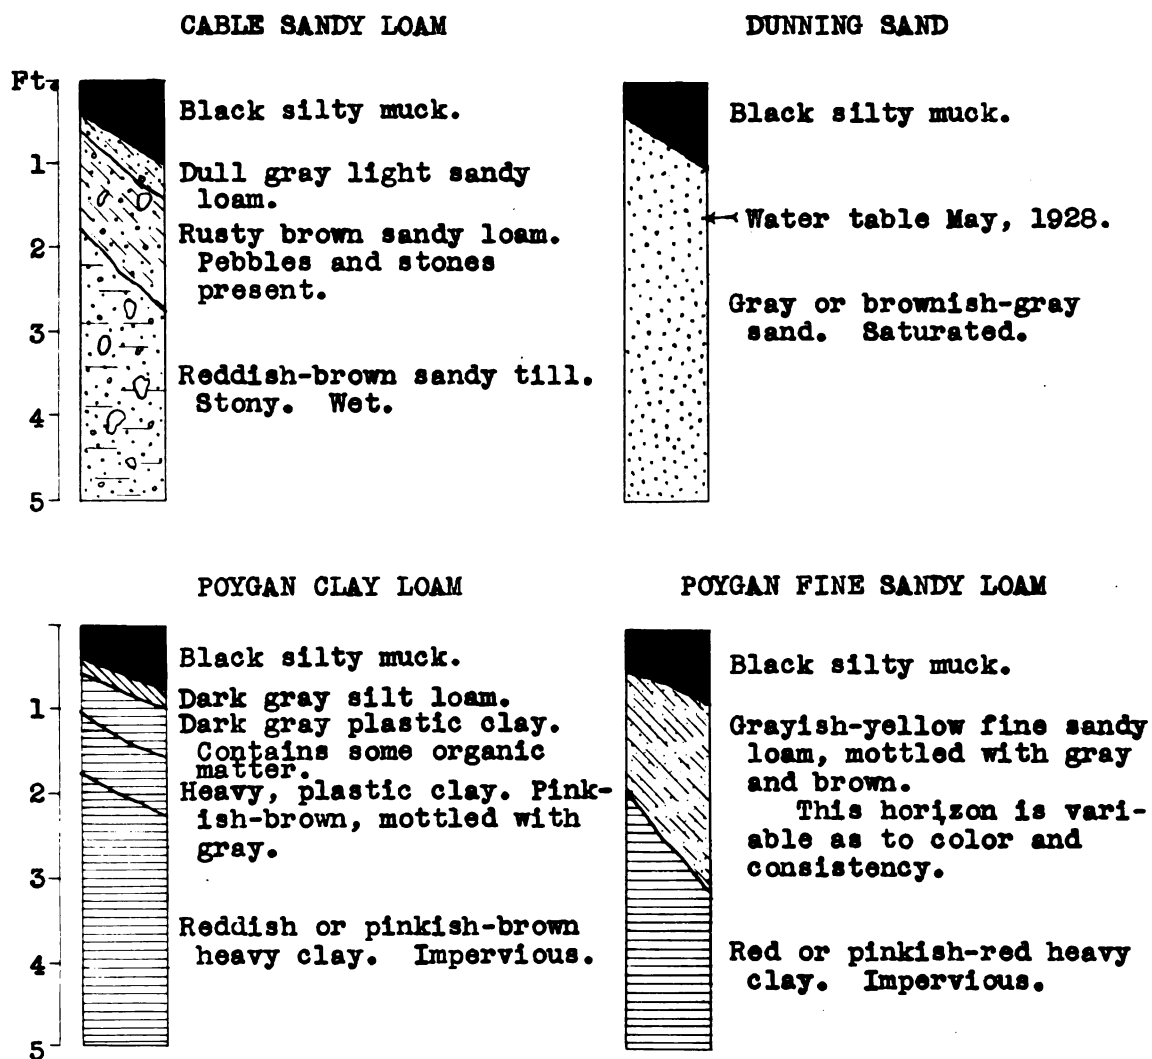 CABLE SANDY LOAM
Ft.
1
2
3
4
5
Black silty muck.
Dull gray light sandy
loam.
Rusty brown sandy loam.
Pebbles and stones
present.
Reddish-brown sandy till.
Stony. Wet.
DUNNING SAND
Black silty muck.
Water table May, 1928.
Gray or brownish-gray
sand. Saturated.
POYGAN CLAY LOAM
1
2
3
4
5
Black silty muck.
Dark gray silt loam.
Dark gray plastic clay.
Contains some organic
matter.
Heavy, plastic clay. Pink-
ish-brown, mottled with
gray.
Reddish or pinkish-brown
heavy clay. Impervious.
POYGAN FINE SANDY LOAM
Black silty muck.
Grayish-yellow fine sandy
loam, mottled with gray
and brown.
This horizon is vari-
able as to color and
consistency.
Red or pinkish-red heavy
clay. Impervious.